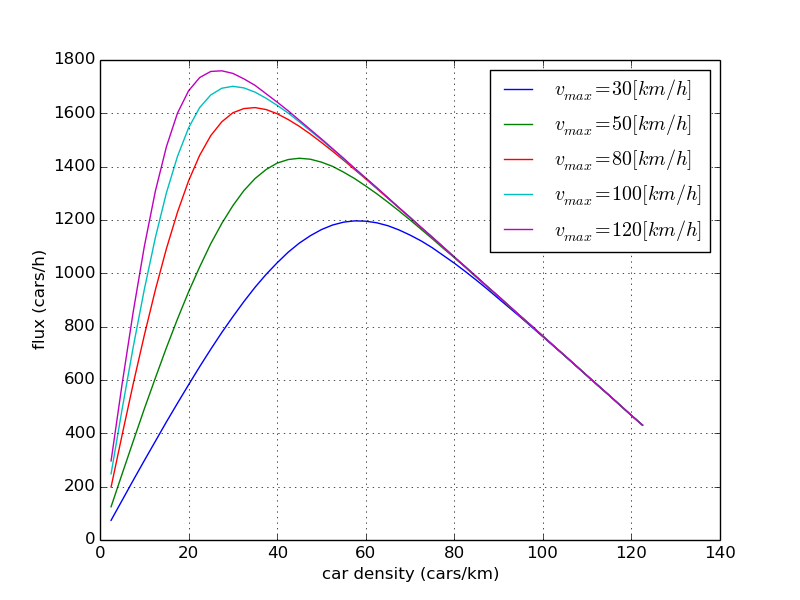 1800
1600
1400
1200
1000
800
600
400
200
0
flux (cars/h)
0 20 40 60 80 100 120 140
car density (cars/km)
v_max=30[km/h]
v_max=50[km/h]
v_max=80[km/h]
v_max=100[km/h]
v_max=120[km/h]